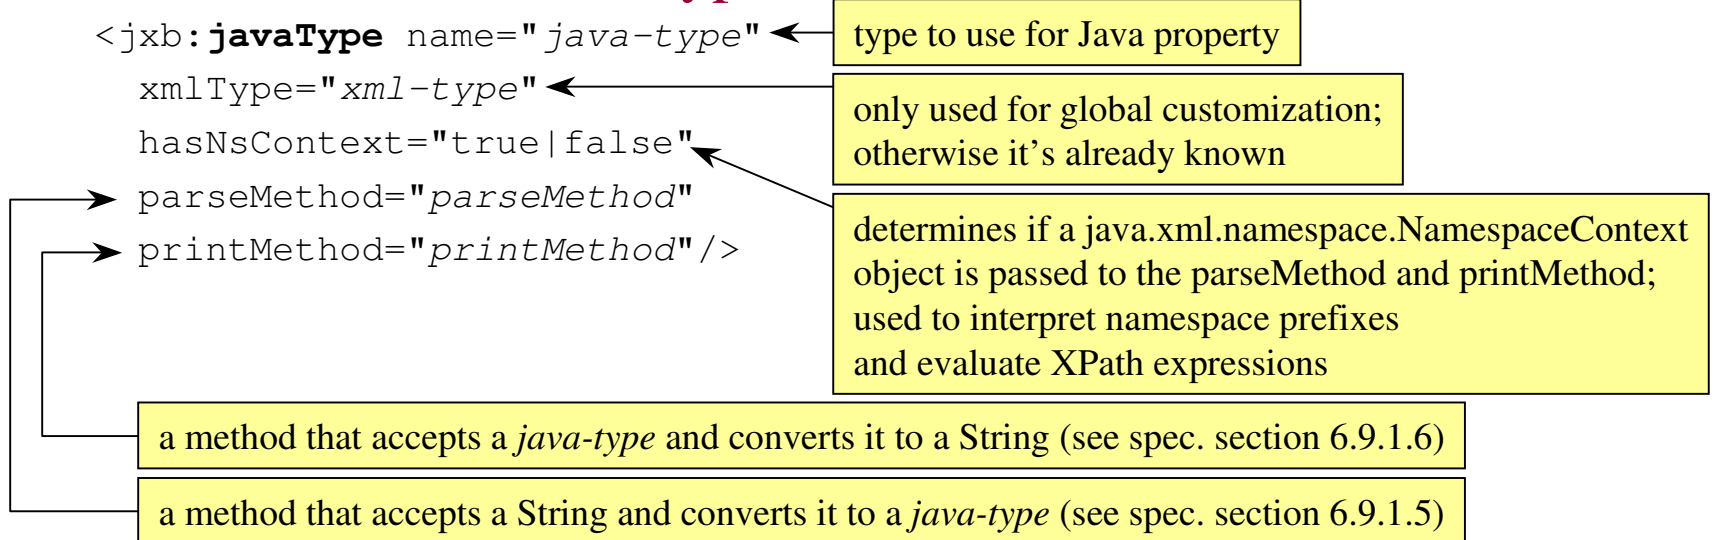 yp
<jxb:javaType name="java-type"
type to use for Java property
xmlType="xml-type"
only used for global customization;
otherwise it's already known
hasNsContext="true|false"
parseMethod="parseMethod"
printMethod="printMethod"/>
determines if a java.xml.namespace.NamespaceContext
object is passed to the parseMethod and printMethod;
used to interpret namespace prefixes
and evaluate XPath expressions
a method that accepts a java-type and converts it to a String (see spec. section 6.9.1.6)
a method that accepts a String and converts it to a java-type (see spec. section 6.9.1.5)